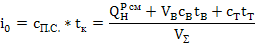 i₀ = c_П.С. * t_к = (Q_Н^Р см + V_В c_В t_В + c_Т t_Т) / V_Σ